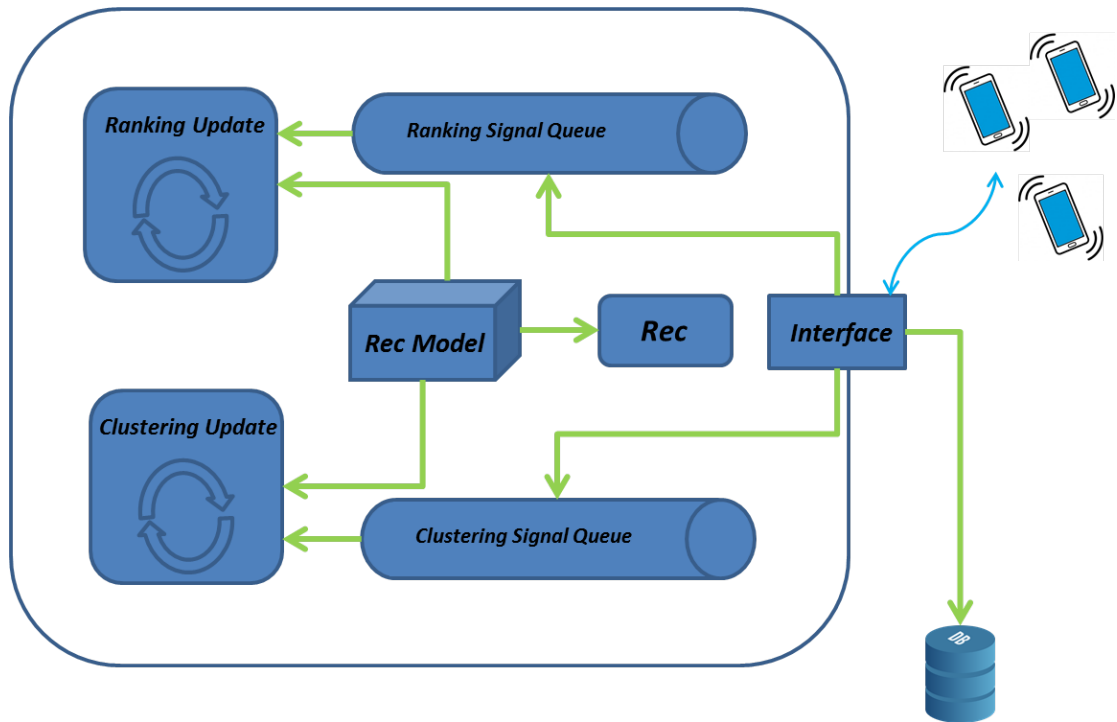 Ranking Update
Ranking Signal Queue
Rec Model
Rec
Interface
Clustering Update
Clustering Signal Queue
DB